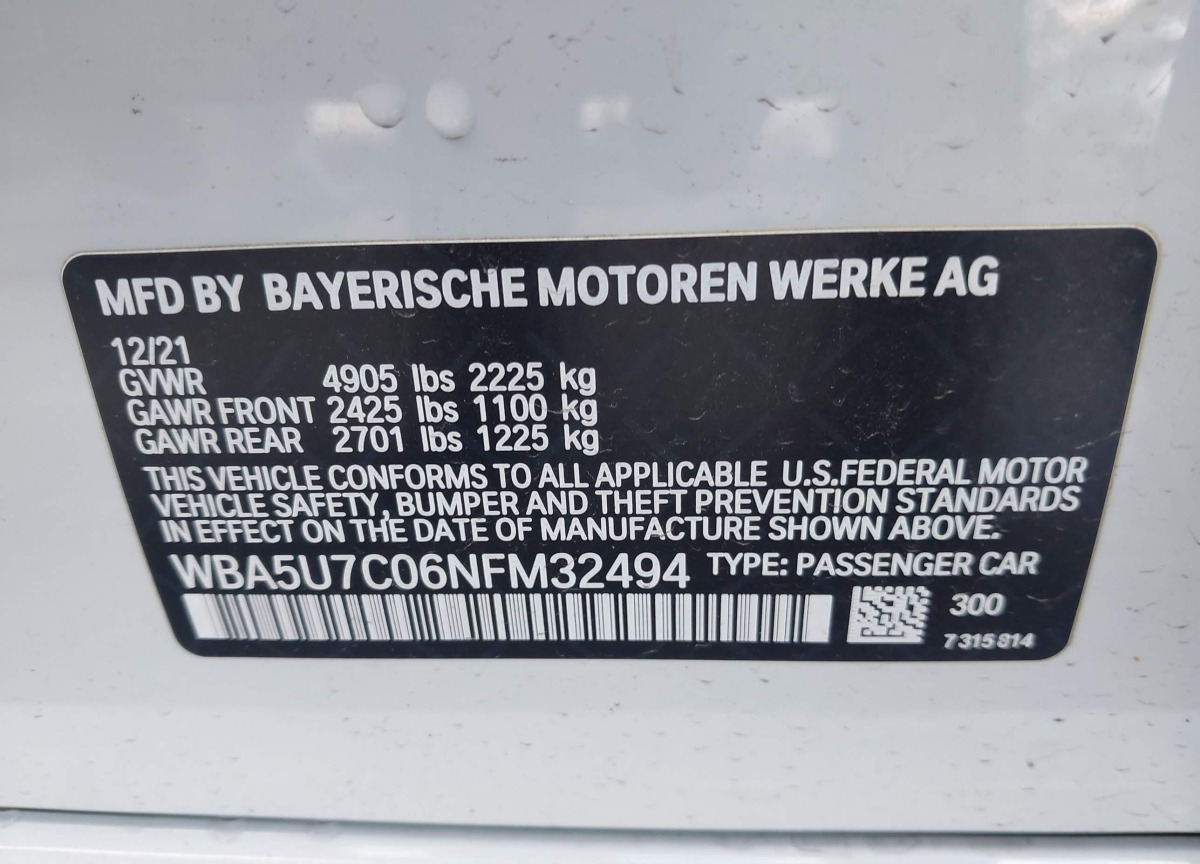 MFD BY BAYERISCHE MOTOREN WERKE AG
12/21
GVWR 4905 lbs 2225 kg
GAWR FRONT 2425 lbs 1100 kg
GAWR REAR 2701 lbs 1225 kg
THIS VEHICLE CONFORMS TO ALL APPLICABLE U.S.FEDERAL MOTOR
VEHICLE SAFETY, BUMPER AND THEFT PREVENTION STANDARDS
IN EFFECT ON THE DATE OF MANUFACTURE SHOWN ABOVE.
WBA5U7C06NFM32494 TYPE: PASSENGER CAR
300
7 315 814